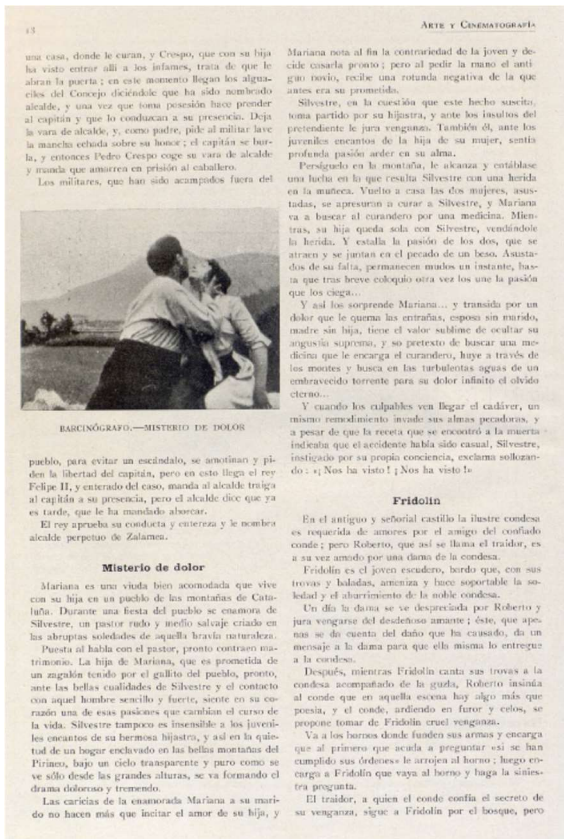 18
ARTE Y CINEMATOGRAFÍA
una casa, donde le curan, y Crespo, que con su hija
ha visto entrar allí a los infames, trata de que le
abran la puerta; en este momento llegan los algua-
ciles del Concejo diciéndole que ha sido nombrado
alcalde, y una vez que toma posesión hace prender
al capitán y que lo conduzcan a su presencia. Deja
la vara de alcalde, y, como padre, pide al militar lave
la mancha echada sobre su honor; el capitán se bur-
la, y entonces Pedro Crespo coge su vara de alcalde
y manda que amarren en prisión al caballero.
Los militares, que han sido acampados fuera del
BARCINÓGRAFO.—MISTERIO DE DOLOR
pueblo, para evitar un escándalo, se amotinan y pi-
den la libertad del capitán, pero en esto llega el rey
Felipe II, y enterado del caso, manda al alcalde traiga
al capitán a su presencia, pero el alcalde dice que ya
es tarde, que le ha mandado ahorcar.
El rey aprueba su conducta y entereza y le nombra
alcalde perpetuo de Zalamea.
Misterio de dolor
Mariana es una viuda bien acomodada que vive
con su hija en un pueblo de las montañas de Cata-
luña. Durante una fiesta del pueblo se enamora de
Silvestre, un pastor rudo y medio salvaje criado en
las abruptas soledades de aquella bravía naturaleza.
Puesta al habla con el pastor, pronto contraen ma-
trimonio. La hija de Mariana, que es prometida de
un zagalón tenido por el gallito del pueblo, pronto,
ante las bellas cualidades de Silvestre y el contacto
con aquel hombre sencillo y fuerte, siente en su co-
razón una de esas pasiones que cambian el curso de
la vida. Silvestre tampoco es insensible a los juveni-
les encantos de su hermosa hijastra, y así en la quie-
tud de un hogar enclavado en las bellas montañas del
Pirineo, bajo un cielo transparente y puro como se
ve sólo desde las grandes alturas, se va formando el
drama doloroso y tremendo.
Las caricias de la enamorada Mariana a su mari-
do no hacen más que incitar el amor de su hija, y
Mariana nota al fin la contrariedad de la joven y de-
cide casarla pronto; pero al pedir la mano el anti
guo novio, recibe una rotunda negativa de la que
antes era su prometida.
Silvestre, en la cuestión que este hecho suscita,
toma partido por su hijastra, y ante los insultos del
pretendiente le jura venganza. También él, ante los
juveniles encantos de la hija de su mujer, sentía
profunda pasión arder en su alma.
Persíguelo en la montaña, le alcanza y entáblase
una lucha en la que resulta Silvestre con una herida
en la muñeca. Vuelto a casa las dos mujeres, asus-
tadas, se apresuran a curar a Silvestre, y Mariana
va a buscar al curandero por una medicina. Mien-
tras, su hija queda sola con Silvestre, vendándole
la herida. Y estalla la pasión de los dos, que se
atraen y se juntan en el pecado de un beso. Asusta-
dos de su falta, permanecen mudos un instante, has-
ta que tras breve coloquio otra vez los une la pasión
que los ciega...
Y así los sorprende Mariana... y transida por un
dolor que le quema las entrañas, esposa sin marido,
madre sin hija, tiene el valor sublime de ocultar su
angustia suprema, y so pretexto de buscar una me-
dicina que le encarga el curandero, huye a través de
los montes y busca en las turbulentas aguas de un
embravecido torrente para su dolor infinito el olvido
eterno...
Y cuando los culpables ven llegar el cadáver, un
mismo remordimiento invade sus almas pecadoras, y
a pesar de que la receta que se encontró a la muerta
indicaba que el accidente había sido casual, Silvestre,
instigado por su propia conciencia, exclama sollozan-
do: «¡Nos ha visto! ¡Nos ha visto!»
Fridolin
En el antiguo y señorial castillo la ilustre condesa
es requerida de amores por el amigo del confiado
conde; pero Roberto, que así se llama el traidor, es
a su vez amado por una dama de la condesa.
Fridolín es el joven escudero, bardo que, con sus
trovas y baladas, ameniza y hace soportable la so-
ledad y el aburrimiento de la noble condesa.
Un día la dama se ve despreciada por Roberto y
jura vengarse del desdeñoso amante; éste, que ape-
nas se da cuenta del daño que ha causado, da un
mensaje a la dama para que ella misma lo entregue
a la condesa.
Después, mientras Fridolín canta sus trovas a la
condesa acompañado de la guzla, Roberto insinúa
al conde que en aquella escena hay algo más que
poesía, y el conde, ardiendo en furor y celos, se
propone tomar de Fridolín cruel venganza.
Va a los hornos donde funden sus armas y encarga
que al primero que acuda a preguntar «si se han
cumplido sus órdenes» le arrojen al horno; luego en-
carga a Fridolín que vaya al horno y haga la sinies-
tra pregunta.
El traidor, a quien el conde confía el secreto de
su venganza, sigue a Fridolín por el bosque, pero